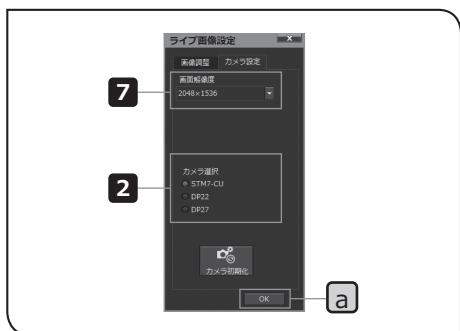 ライブ画像設定
画像調整 カメラ設定
画面解像度
7
2048×1536
カメラ選択
2
STM7-CU
DP22
DP27
カメラ初期化
OK
a